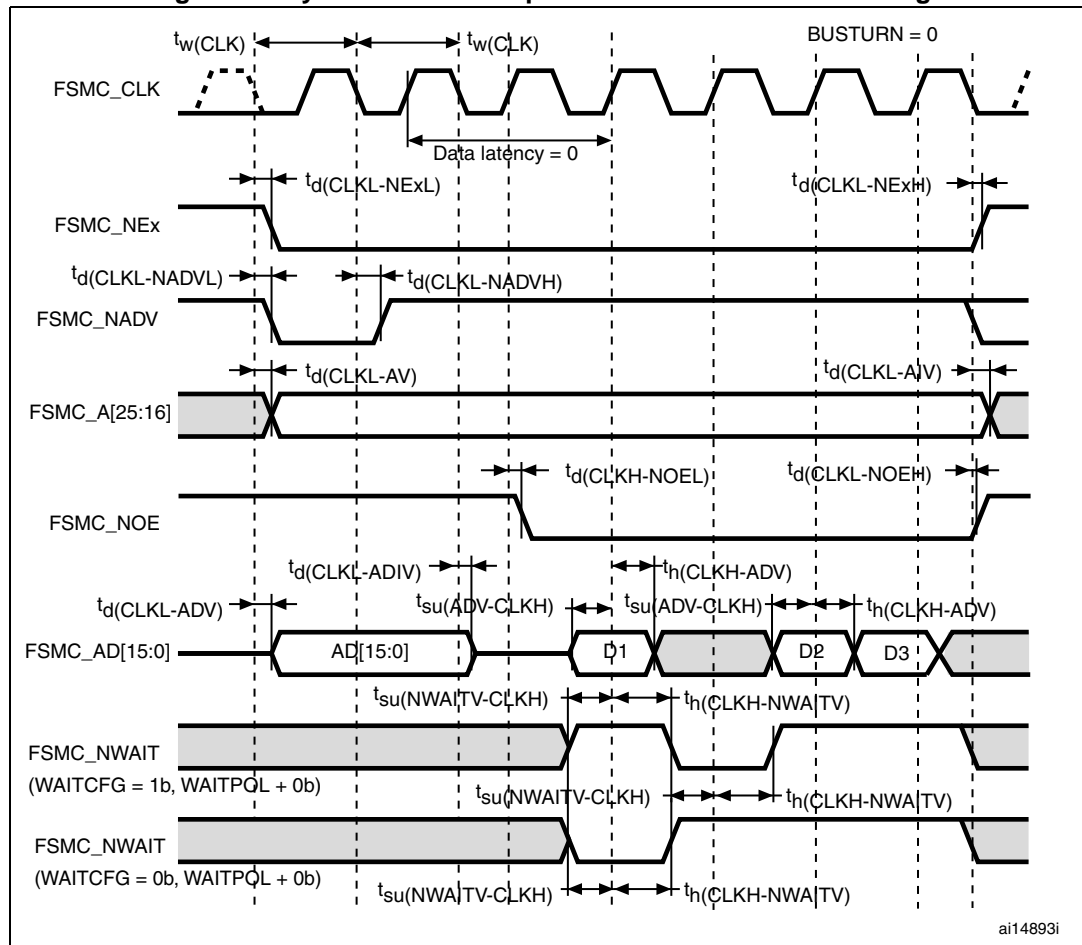 BUSTURN = 0
tw(CLK) tw(CLK)
FSMC_CLK
Data latency = 0
td(CLKL-NExL) td(CLKL-NExH)
FSMC_NEx
td(CLKL-NADVL) td(CLKL-NADVH)
FSMC_NADV
td(CLKL-AV) td(CLKL-AIV)
FSMC_A[25:16]
td(CLKH-NOEL) td(CLKL-NOEH)
FSMC_NOE
td(CLKL-ADIV) th(CLKH-ADV)
td(CLKL-ADV) tsu(ADV-CLKH) tsu(ADV-CLKH) th(CLKH-ADV)
FSMC_AD[15:0] AD[15:0] D1 D2 D3
tsu(NWAITV-CLKH) th(CLKH-NWAITV)
FSMC_NWAIT
(WAITCFG = 1b, WAITPOL + 0b)
tsu(NWAITV-CLKH) th(CLKH-NWAITV)
FSMC_NWAIT
(WAITCFG = 0b, WAITPOL + 0b)
tsu(NWAITV-CLKH) th(CLKH-NWAITV)
ai14893i